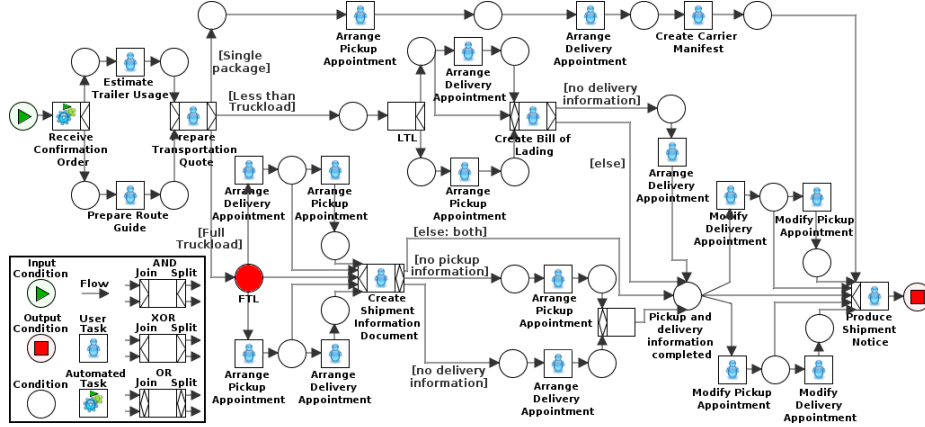 Arrange
Pickup
Appointment
Arrange
Delivery
Appointment
Create Carrier
Manifest
[Single
package]
Estimate
Trailer Usage
Arrange
Delivery
Appointment
[no delivery
information]
[Less than
Truckload]
Receive
Confirmation
Order
Prepare
Transportation
Quote
LTL
Create Bill of
Lading
[else]
Arrange
Delivery
Appointment
Prepare Route
Guide
Arrange
Delivery
Appointment
Arrange
Pickup
Appointment
Arrange
Pickup
Appointment
Modify
Delivery
Appointment
Modify Pickup
Appointment
[Full
Truckload]
[else: both]
[no pickup
information]
FTL
Create
Shipment
Information
Document
Arrange
Pickup
Appointment
Pickup and
delivery
information
completed
Produce
Shipment
Notice
Arrange
Pickup
Appointment
Arrange
Delivery
Appointment
[no delivery
information]
Arrange
Delivery
Appointment
Modify Pickup
Appointment
Modify
Delivery
Appointment
Input
Condition
Flow
AND
Join Split
Output
Condition
User
Task
XOR
Join Split
Condition
Automated
Task
OR
Join Split